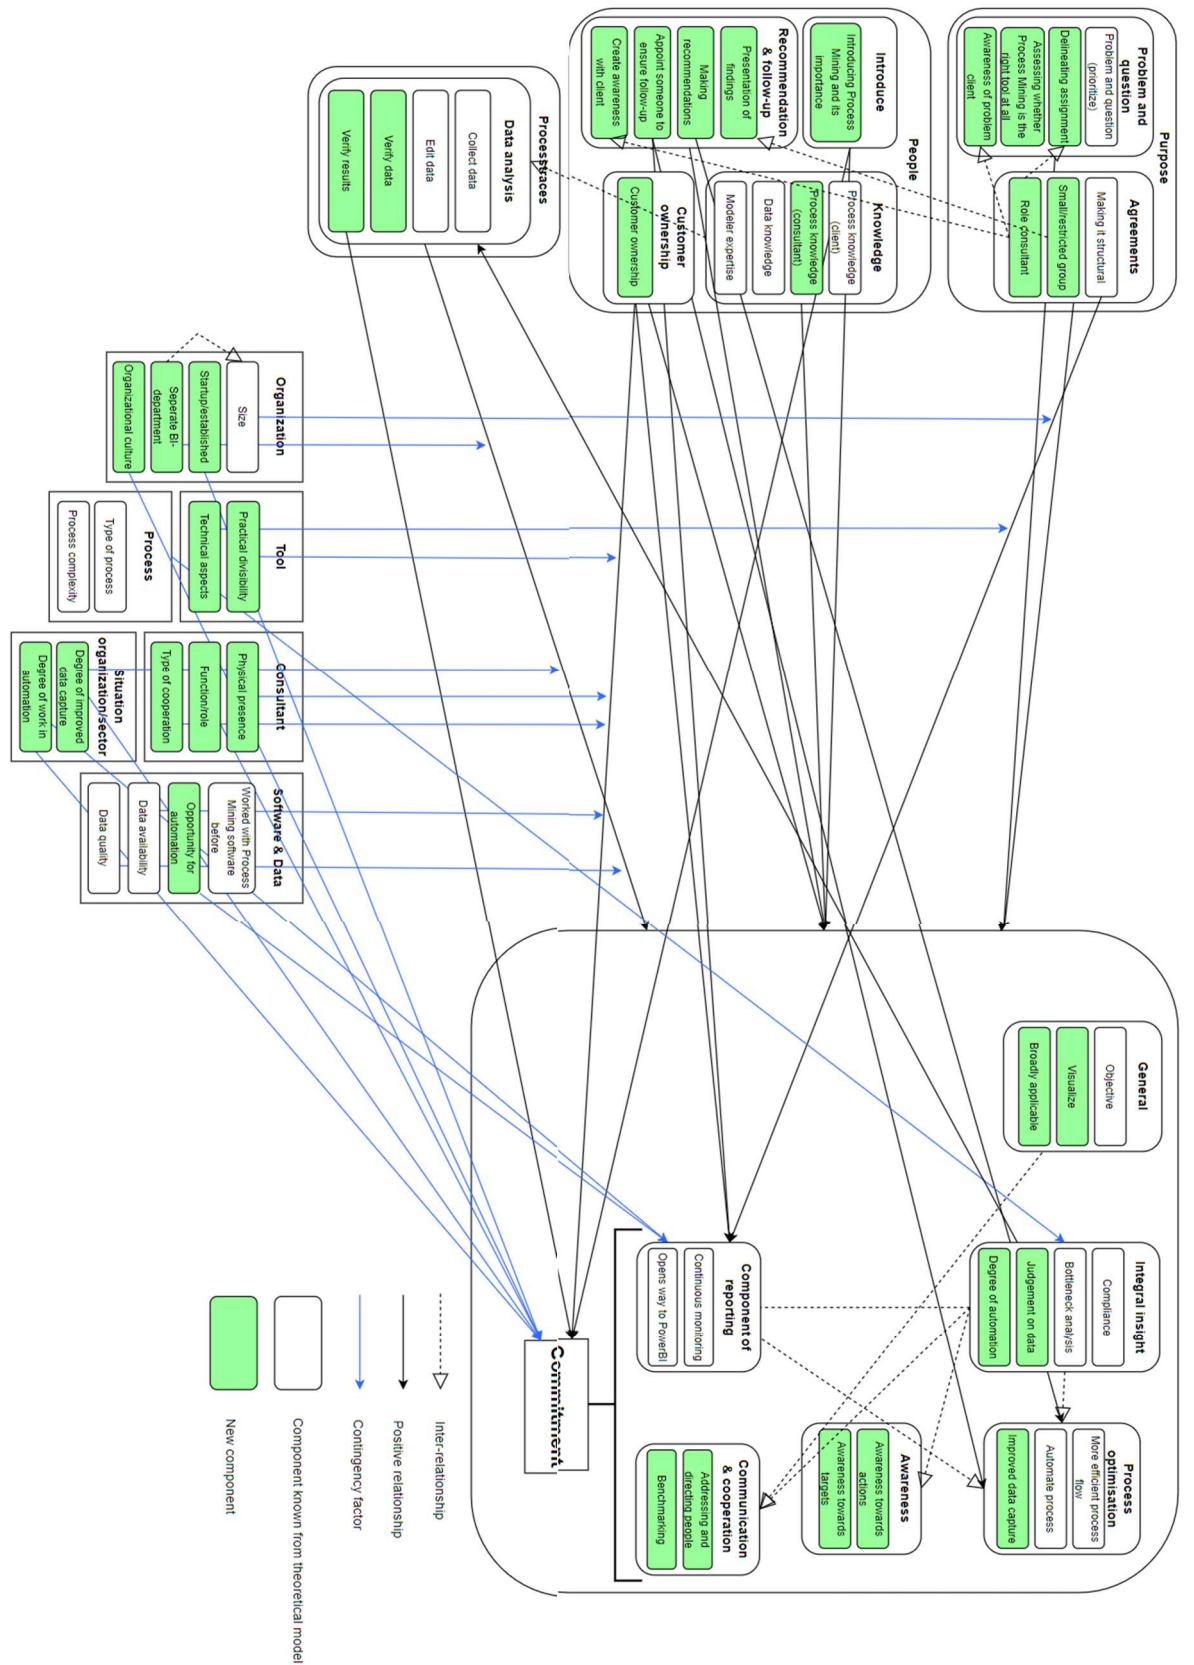 Purpose
Problem and
question
Problem and question
(prioritize)
Delineating assignment
Assessing whether
Process Mining is the
right tool at all
Awareness of problem
client
Agreements
Making it structural
Small/restricted group
Role consultant
People
Introduce
Introducing Process
Mining and its
importance
Recommendation
& follow-up
Presentation of
findings
Making
recommendations
Appoint someone to
ensure follow-up
Create awareness
with client
Knowledge
Process knowledge
(client)
Process knowledge
(consultant)
Data knowledge
Modeler expertise
Customer
ownership
Customer ownership
Processtraces
Data analysis
Collect data
Edit data
Verify data
Verify results
Organization
Size
Startup/established
Seperate BI-
department
Organizational culture
Tool
Practical divisibility
Technical aspects
Process
Type of process
Process complexity
Consultant
Physical presence
Function/role
Type of cooperation
Situation
organization/sector
Degree of improved
data capture
Degree of work in
automation
Software & Data
Worked with Process
Mining software
before
Opportunity for
automation
Data availability
Data quality
General
Objective
Visualize
Broadly applicable
Integral insight
Compliance
Bottleneck analysis
Judgement on data
Degree of automation
Component of
reporting
Continuous monitoring
Opens way to PowerBI
Process
optimisation
More efficient process
flow
Automate process
Improved data capture
Awareness
Awareness towards
actions
Awareness towards
targets
Communication
& cooperation
Addressing and
directing people
Benchmarking
Commitment
Inter-relationship
Positive relationship
Contingency factor
Component known from theoretical model
New component